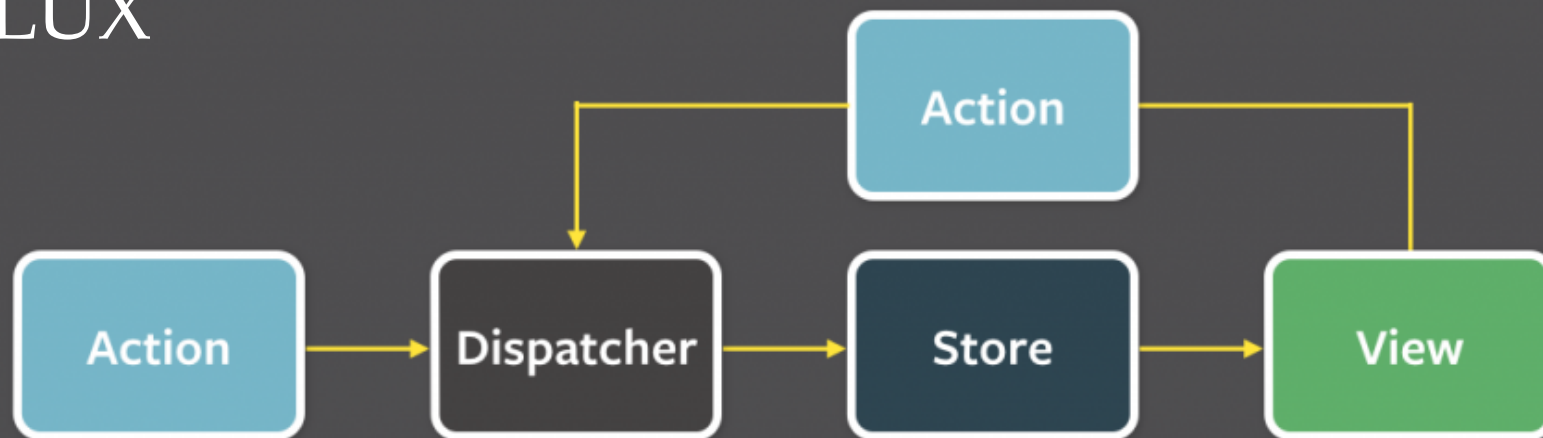 LUX
Action
Action
Dispatcher
Store
View